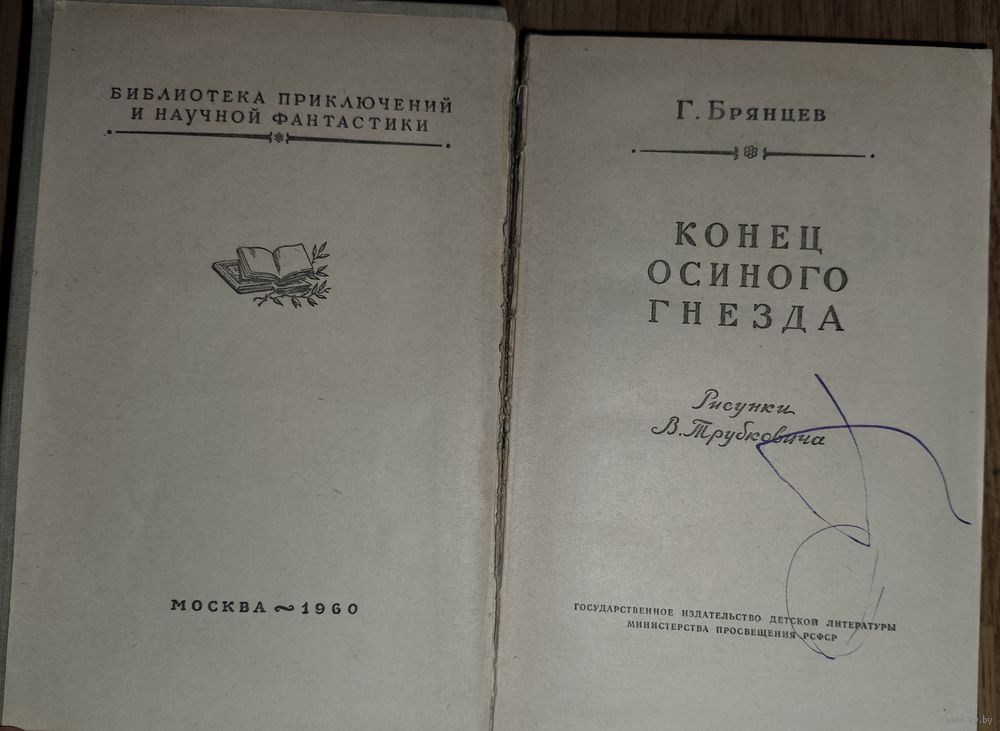 БИБЛИОТЕКА ПРИКЛЮЧЕНИЙ
И НАУЧНОЙ ФАНТАСТИКИ
МОСКВА ~ 1960
Г. БРЯНЦЕВ
КОНЕЦ
ОСИНОГО
ГНЕЗДА
Рисунки
В. Трубковича
ГОСУДАРСТВЕННОЕ ИЗДАТЕЛЬСТВО ДЕТСКОЙ ЛИТЕРАТУРЫ
МИНИСТЕРСТВА ПРОСВЕЩЕНИЯ РСФСР